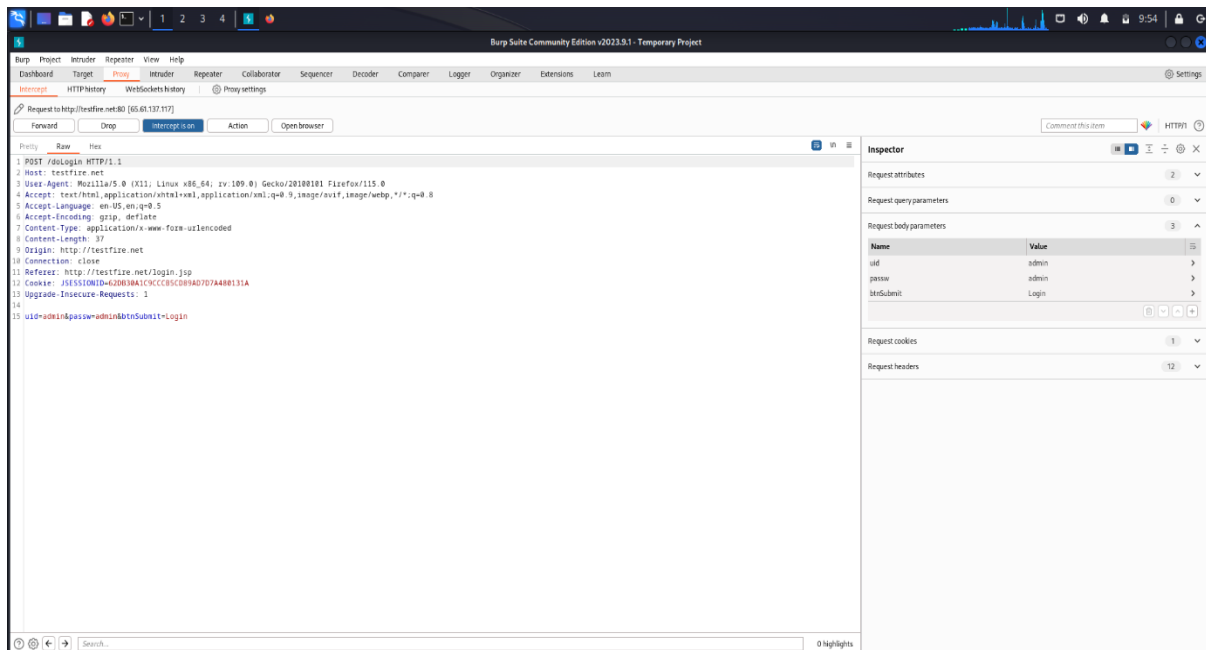 1 2 3 4 9:54
Burp Suite Community Edition v2023.9.1 - Temporary Project
Burp Project Intruder Repeater View Help
Dashboard Target Proxy Intruder Repeater Collaborator Sequencer Decoder Comparer Logger Organizer Extensions Learn Settings
Intercept HTTP history WebSockets history Proxy settings
Request to http://testfire.net:80 [65.61.137.117]
Forward Drop Intercept is on Action Open browser Comment this item HTTP/1
Pretty Raw Hex
1 POST /doLogin HTTP/1.1
2 Host: testfire.net
3 User-Agent: Mozilla/5.0 (X11; Linux x86_64; rv:109.0) Gecko/20100101 Firefox/115.0
4 Accept: text/html,application/xhtml+xml,application/xml;q=0.9,image/avif,image/webp,*/*;q=0.8
5 Accept-Language: en-US,en;q=0.5
6 Accept-Encoding: gzip, deflate
7 Content-Type: application/x-www-form-urlencoded
8 Content-Length: 37
9 Origin: http://testfire.net
10 Connection: close
11 Referer: http://testfire.net/login.jsp
12 Cookie: JSESSIONID=62DB30A1C9CCC85CD89AD7D7A480131A
13 Upgrade-Insecure-Requests: 1
14
15 uid=admin&passw=admin&btnSubmit=Login
Inspector
Request attributes 2
Request query parameters 0
Request body parameters 3
Name Value
uid admin
passw admin
btnSubmit Login
Request cookies 1
Request headers 12
Search... 0 highlights